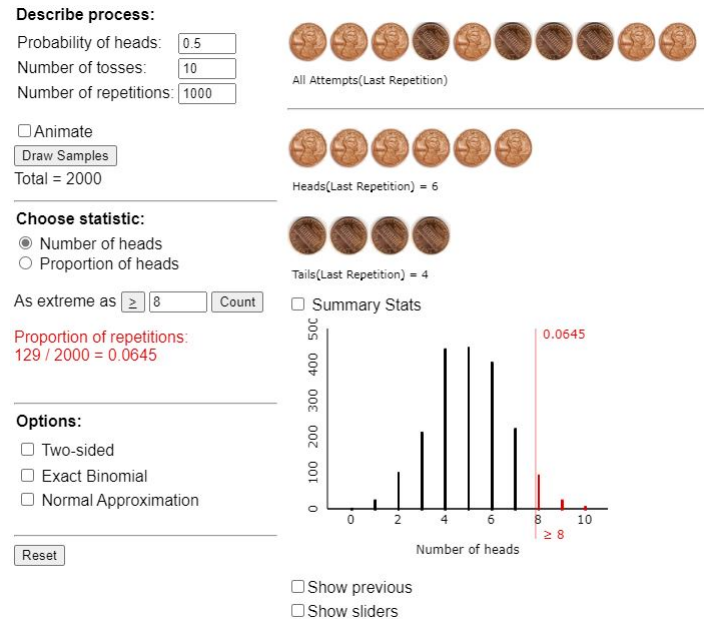 Describe process:
Probability of heads: 0.5
Number of tosses: 10
Number of repetitions: 1000
Animate
Draw Samples
Total = 2000
Choose statistic:
Number of heads
Proportion of heads
As extreme as ≥ 8 Count
Proportion of repetitions:
129 / 2000 = 0.0645
Options:
Two-sided
Exact Binomial
Normal Approximation
Reset
All Attempts(Last Repetition)
Heads(Last Repetition) = 6
Tails(Last Repetition) = 4
Summary Stats
0.0645
500
400
300
200
100
0
0 2 4 6 8 10
≥ 8
Number of heads
Show previous
Show sliders